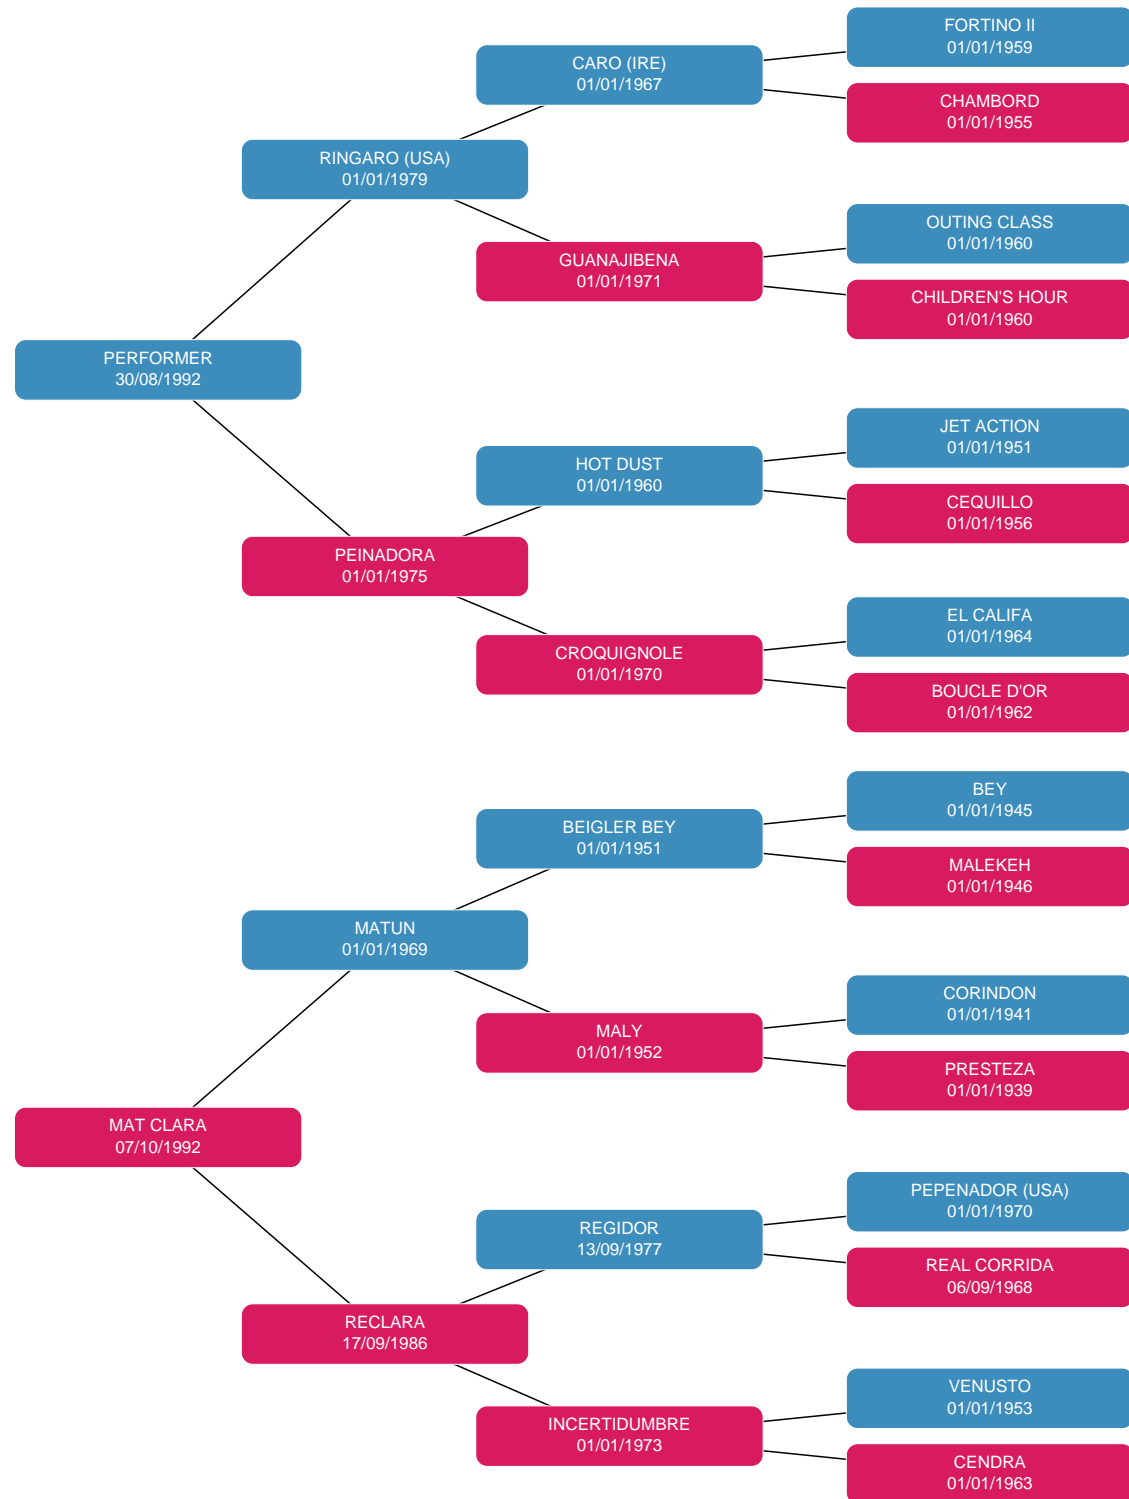 FORTINO II
01/01/1959
CARO (IRE)
01/01/1967
CHAMBORD
01/01/1955
RINGARO (USA)
01/01/1979
OUTING CLASS
01/01/1960
GUANAJIBENA
01/01/1971
CHILDREN'S HOUR
01/01/1960
PERFORMER
30/08/1992
JET ACTION
01/01/1951
HOT DUST
01/01/1960
CEQUILLO
01/01/1956
PEINADORA
01/01/1975
EL CALIFA
01/01/1964
CROQUIGNOLE
01/01/1970
BOUCLE D'OR
01/01/1962
BEY
01/01/1945
BEIGLER BEY
01/01/1951
MALEKEH
01/01/1946
MATUN
01/01/1969
CORINDON
01/01/1941
MALY
01/01/1952
PRESTEZA
01/01/1939
MAT CLARA
07/10/1992
PEPENADOR (USA)
01/01/1970
REGIDOR
13/09/1977
REAL CORRIDA
06/09/1968
RECLARA
17/09/1986
VENUSTO
01/01/1953
INCERTIDUMBRE
01/01/1973
CENDRA
01/01/1963